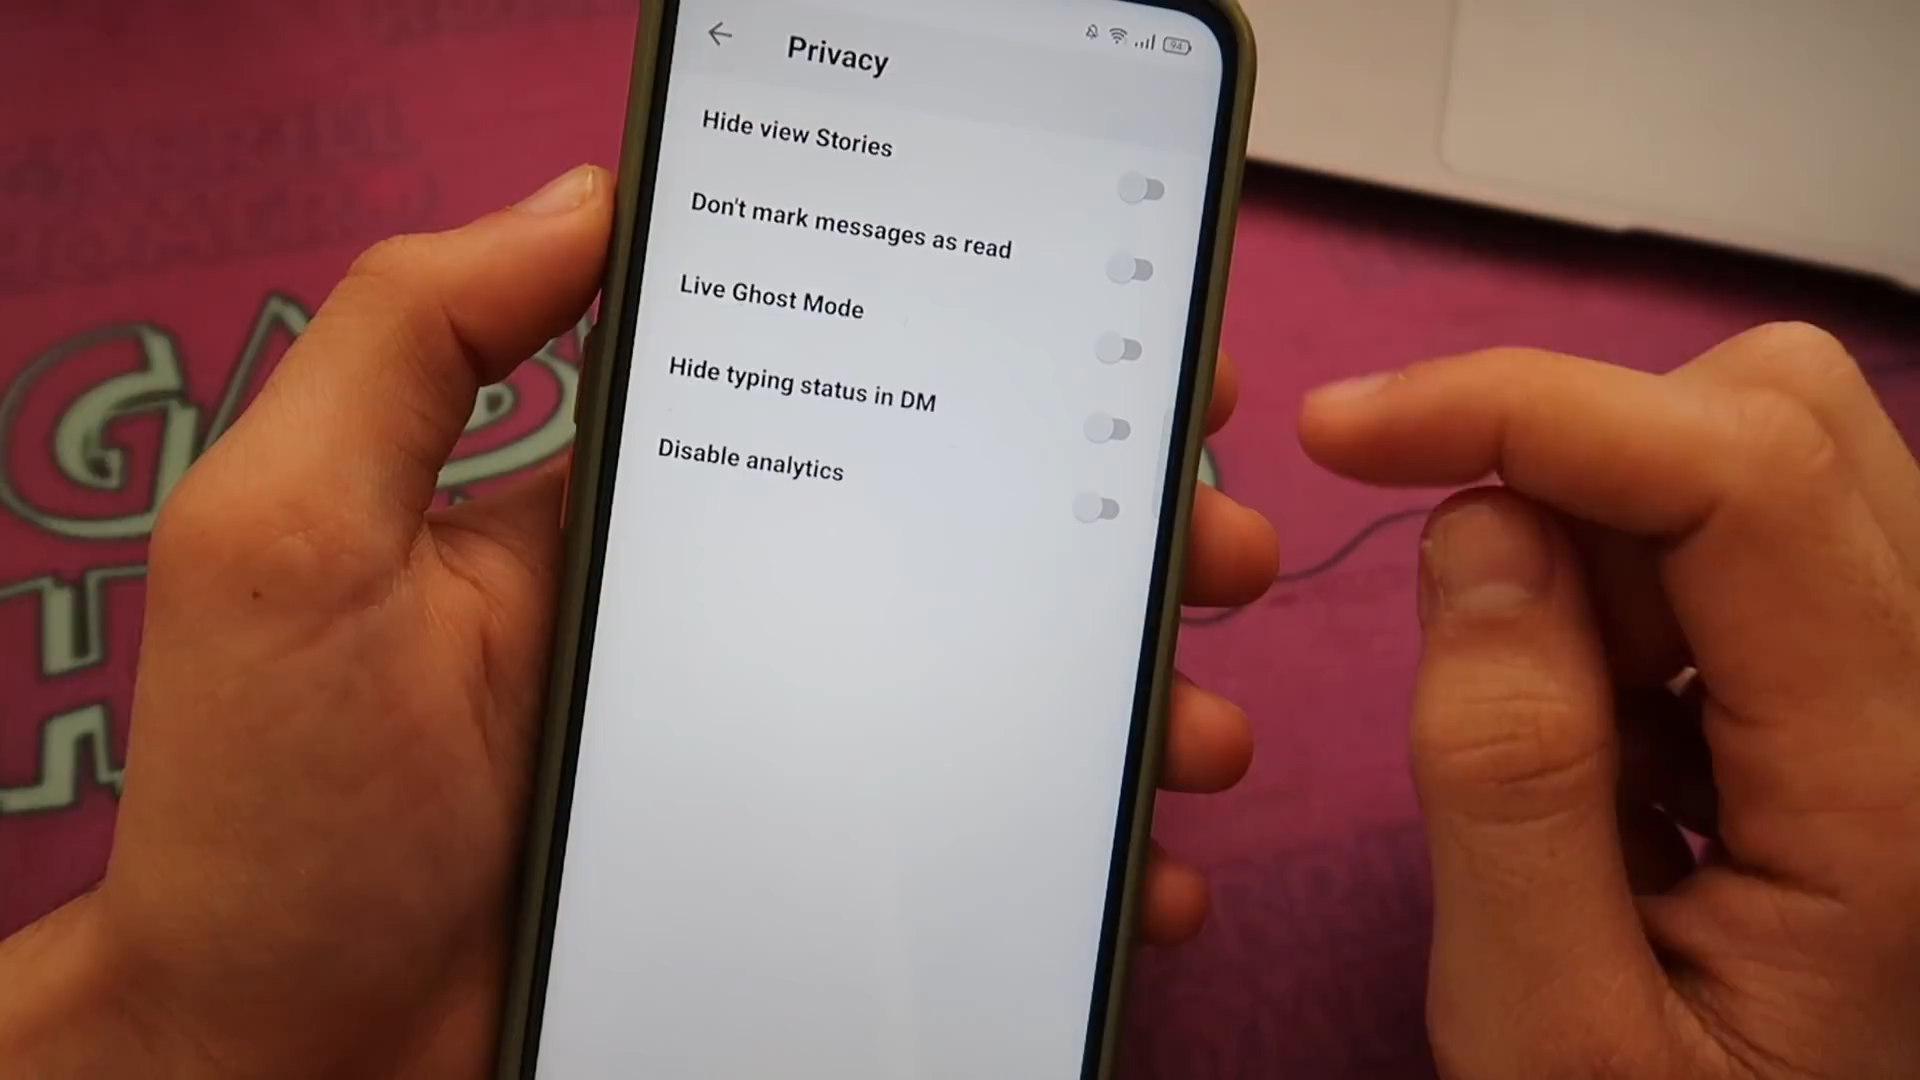 Privacy
94
Hide view Stories
Don't mark messages as read
Live Ghost Mode
Hide typing status in DM
Disable analytics